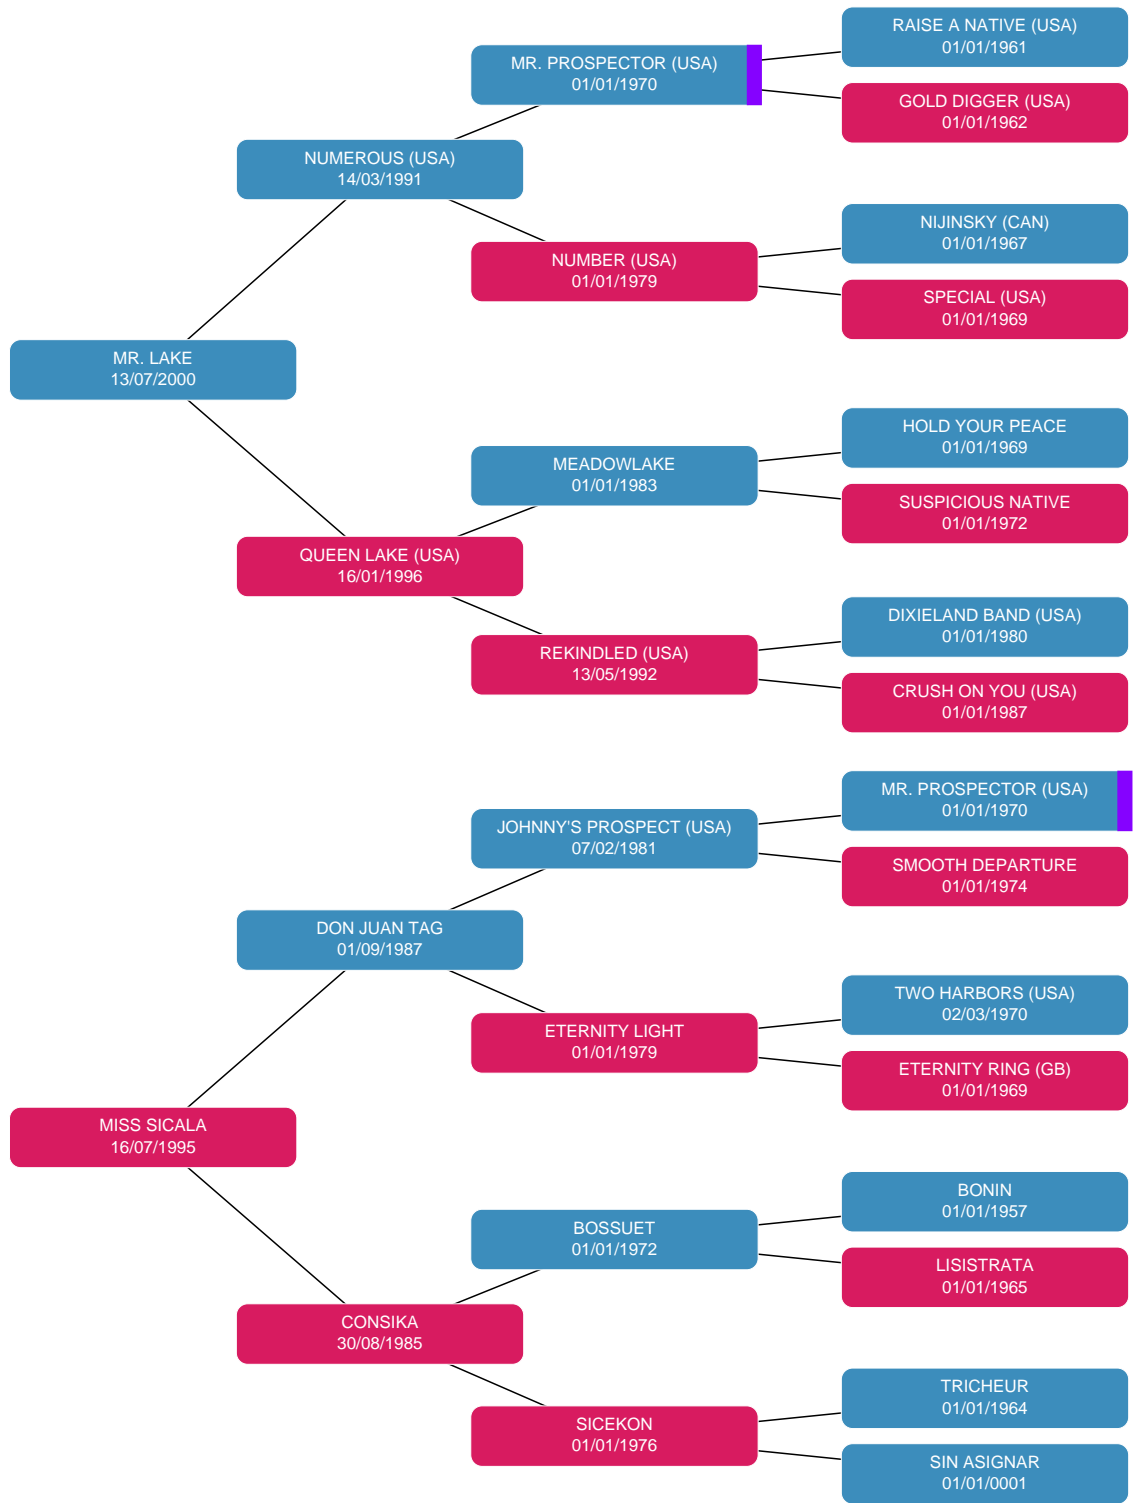 RAISE A NATIVE (USA)
01/01/1961
MR. PROSPECTOR (USA)
01/01/1970
GOLD DIGGER (USA)
01/01/1962
NUMEROUS (USA)
14/03/1991
NIJINSKY (CAN)
01/01/1967
NUMBER (USA)
01/01/1979
SPECIAL (USA)
01/01/1969
MR. LAKE
13/07/2000
HOLD YOUR PEACE
01/01/1969
MEADOWLAKE
01/01/1983
SUSPICIOUS NATIVE
01/01/1972
QUEEN LAKE (USA)
16/01/1996
DIXIELAND BAND (USA)
01/01/1980
REKINDLED (USA)
13/05/1992
CRUSH ON YOU (USA)
01/01/1987
MR. PROSPECTOR (USA)
01/01/1970
JOHNNY'S PROSPECT (USA)
07/02/1981
SMOOTH DEPARTURE
01/01/1974
DON JUAN TAG
01/09/1987
TWO HARBORS (USA)
02/03/1970
ETERNITY LIGHT
01/01/1979
ETERNITY RING (GB)
01/01/1969
MISS SICALA
16/07/1995
BONIN
01/01/1957
BOSSUET
01/01/1972
LISISTRATA
01/01/1965
CONSIKA
30/08/1985
TRICHEUR
01/01/1964
SICEKON
01/01/1976
SIN ASIGNAR
01/01/0001